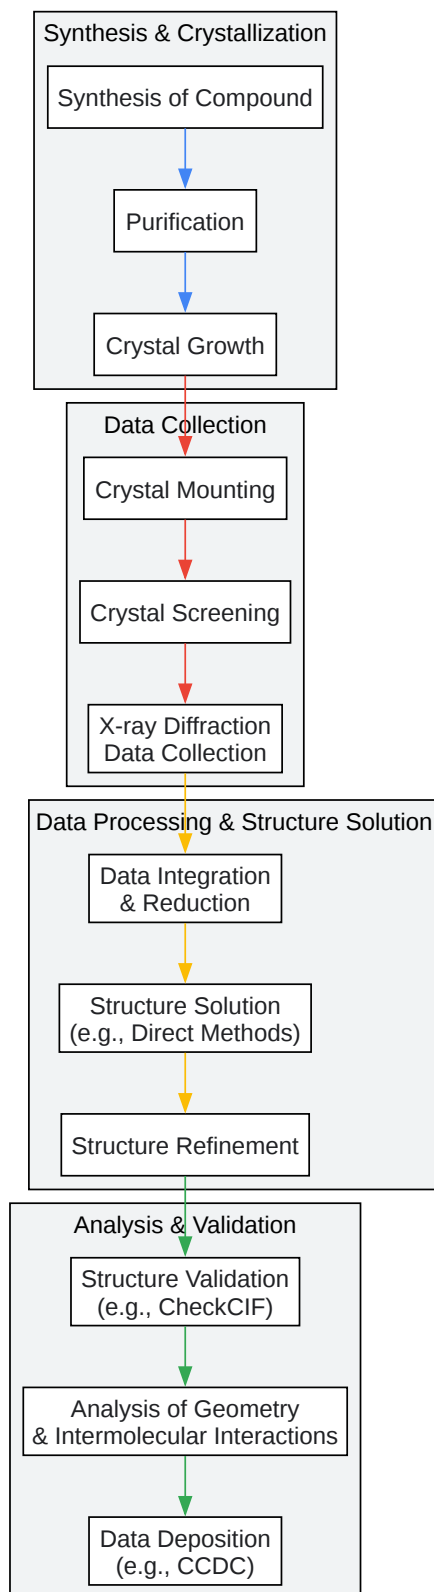 Synthesis & Crystallization
Synthesis of Compound
Purification
Crystal Growth
Data Collection
Crystal Mounting
Crystal Screening
X-ray Diffraction
Data Collection
Data Processing & Structure Solution
Data Integration
& Reduction
Structure Solution
(e.g., Direct Methods)
Structure Refinement
Analysis & Validation
Structure Validation
(e.g., CheckCIF)
Analysis of Geometry
& Intermolecular Interactions
Data Deposition
(e.g., CCDC)